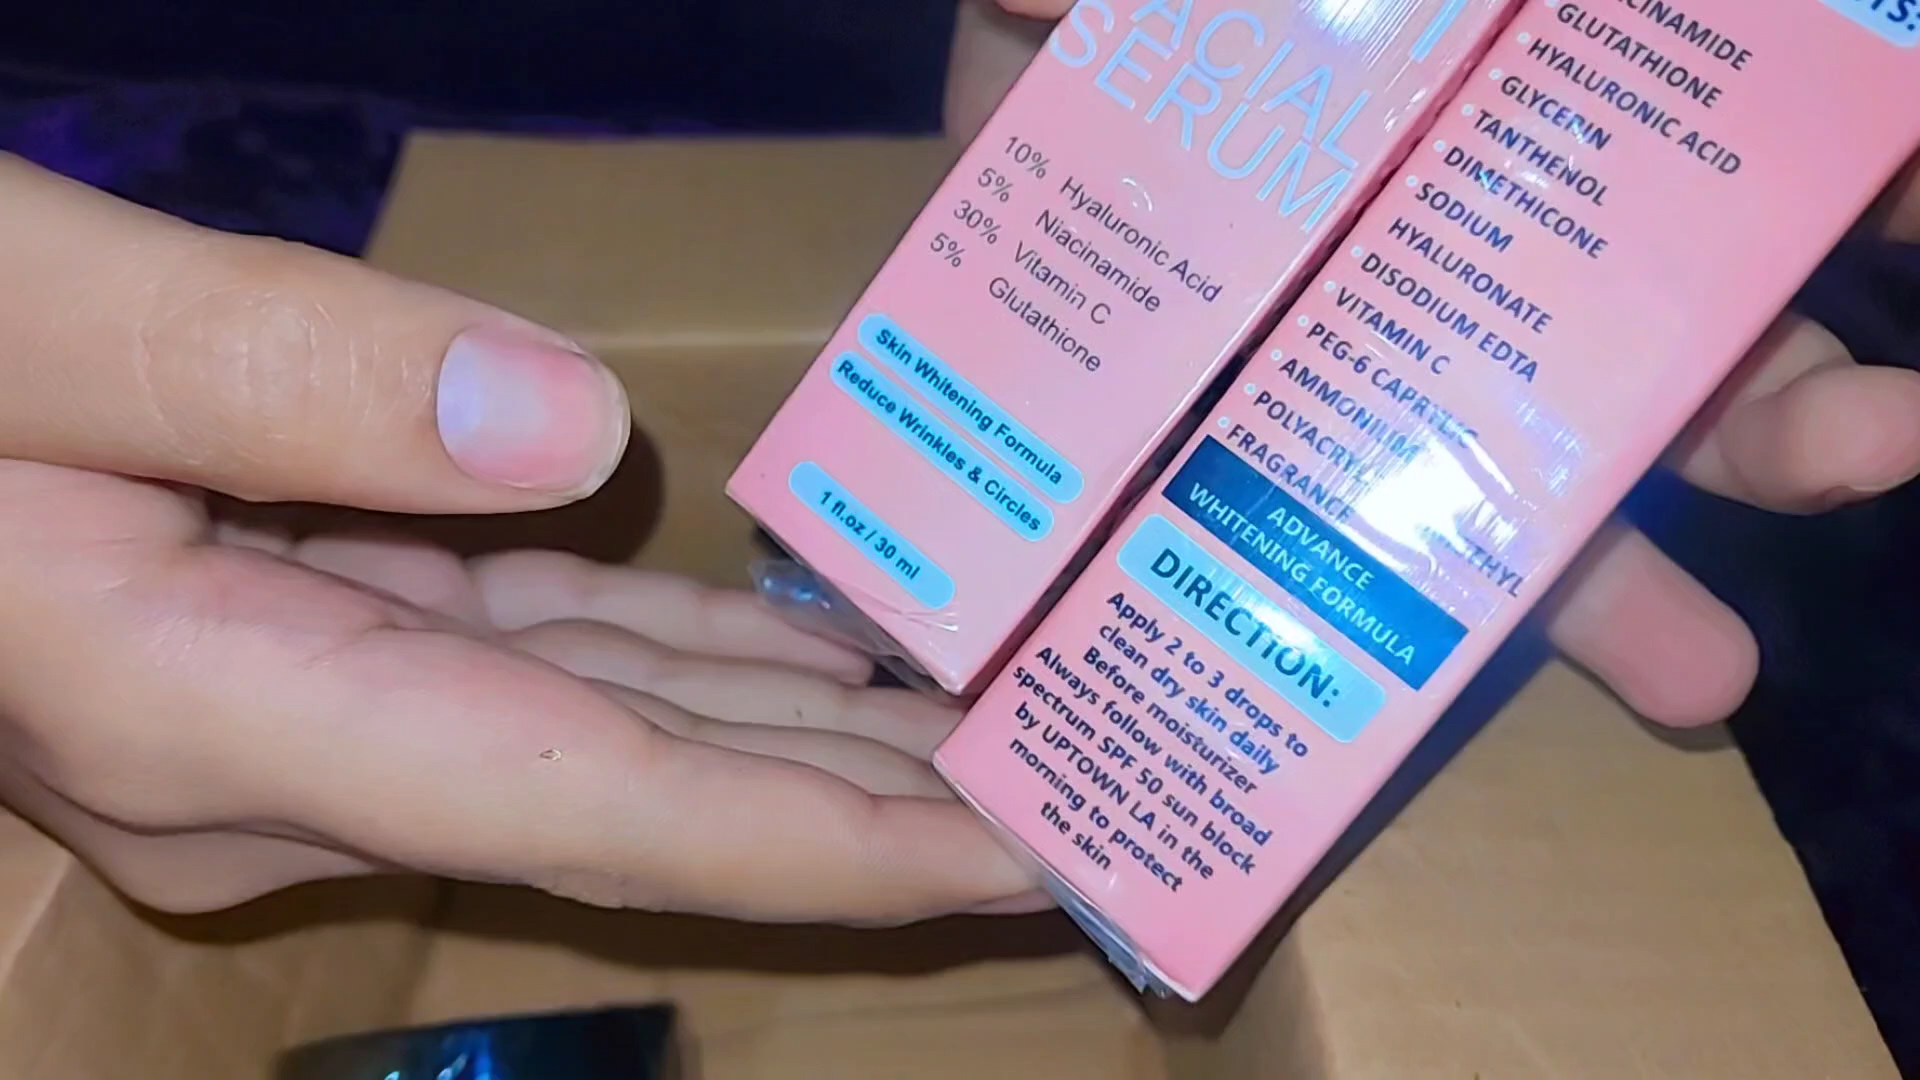 ACIAL
SERUM
10% Hyaluronic Acid
5% Niacinamide
30% Vitamin C
5% Glutathione
Skin Whitening Formula
Reduce Wrinkles & Circles
1 fl.oz / 30 ml
GLUTATHIONE
HYALURONIC ACID
GLYCERIN
TANTHENOL
DIMETHICONE
SODIUM
HYALURONATE
DISODIUM EDTA
VITAMIN C
PEG-6 CAPRYLIC
AMMONIUM
FRAGRANCE
ADVANCE
WHITENING FORMULA
DIRECTION:
Apply 2 to 3 drops to
clean dry skin daily
Before moisturizer
Always follow with broad
spectrum SPF 50 sun block
by UPTOWN LA in the
morning to protect
the skin